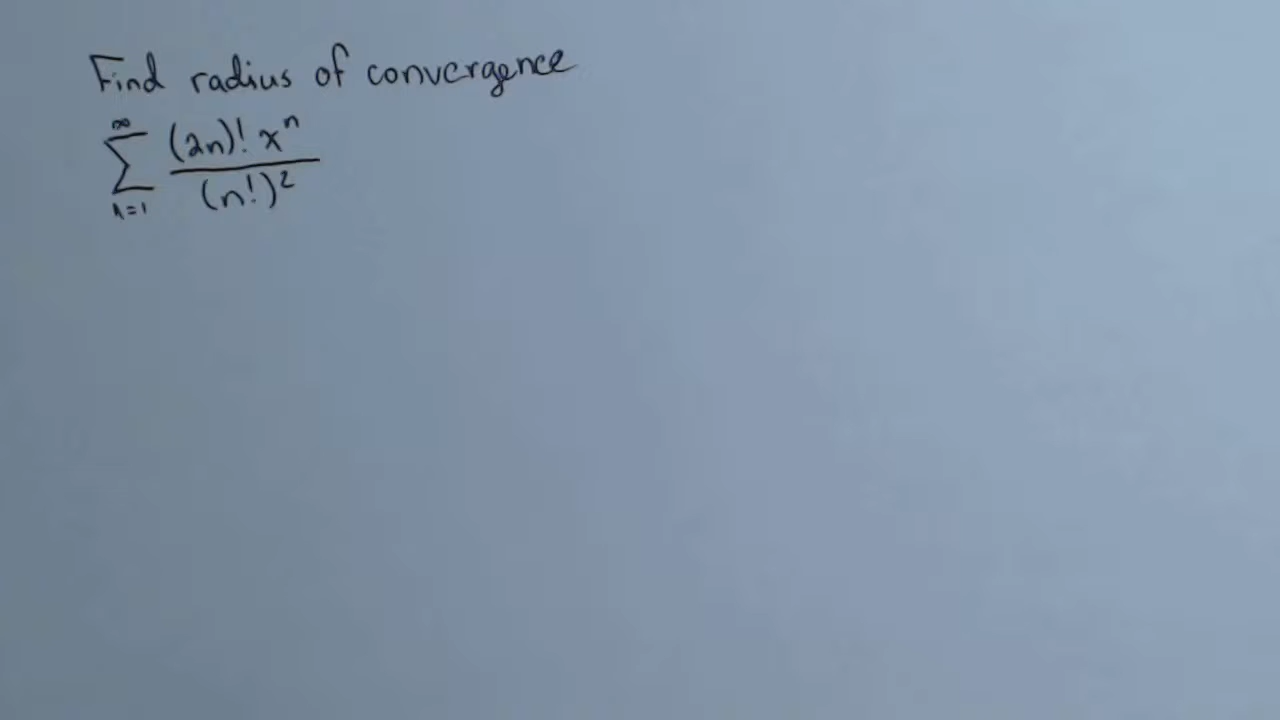 Find radius of convergence
∞
∑ (2n)! x^n / (n!)^2
n=1